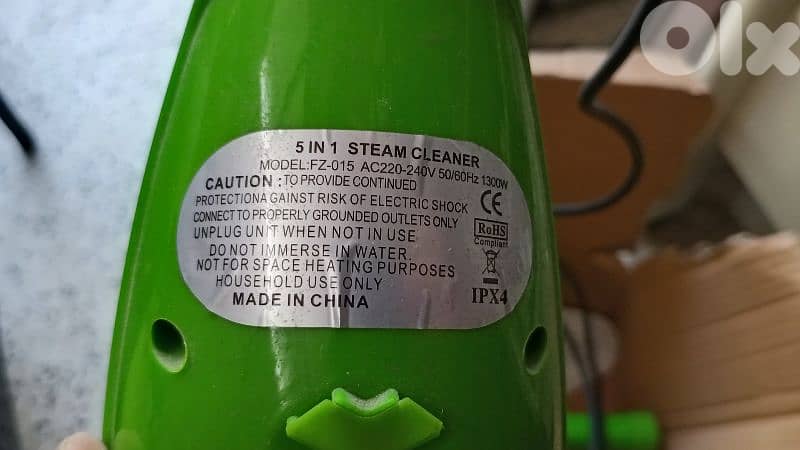 olx
5 IN 1 STEAM CLEANER
MODEL:FZ-015 AC220-240V 50/60Hz 1300W
CAUTION : TO PROVIDE CONTINUED
PROTECTIONA GAINST RISK OF ELECTRIC SHOCK
CONNECT TO PROPERLY GROUNDED OUTLETS ONLY
UNPLUG UNIT WHEN NOT IN USE
DO NOT IMMERSE IN WATER.
NOT FOR SPACE HEATING PURPOSES
HOUSEHOLD USE ONLY
MADE IN CHINA
CE
RoHS
Compliant
IPX4